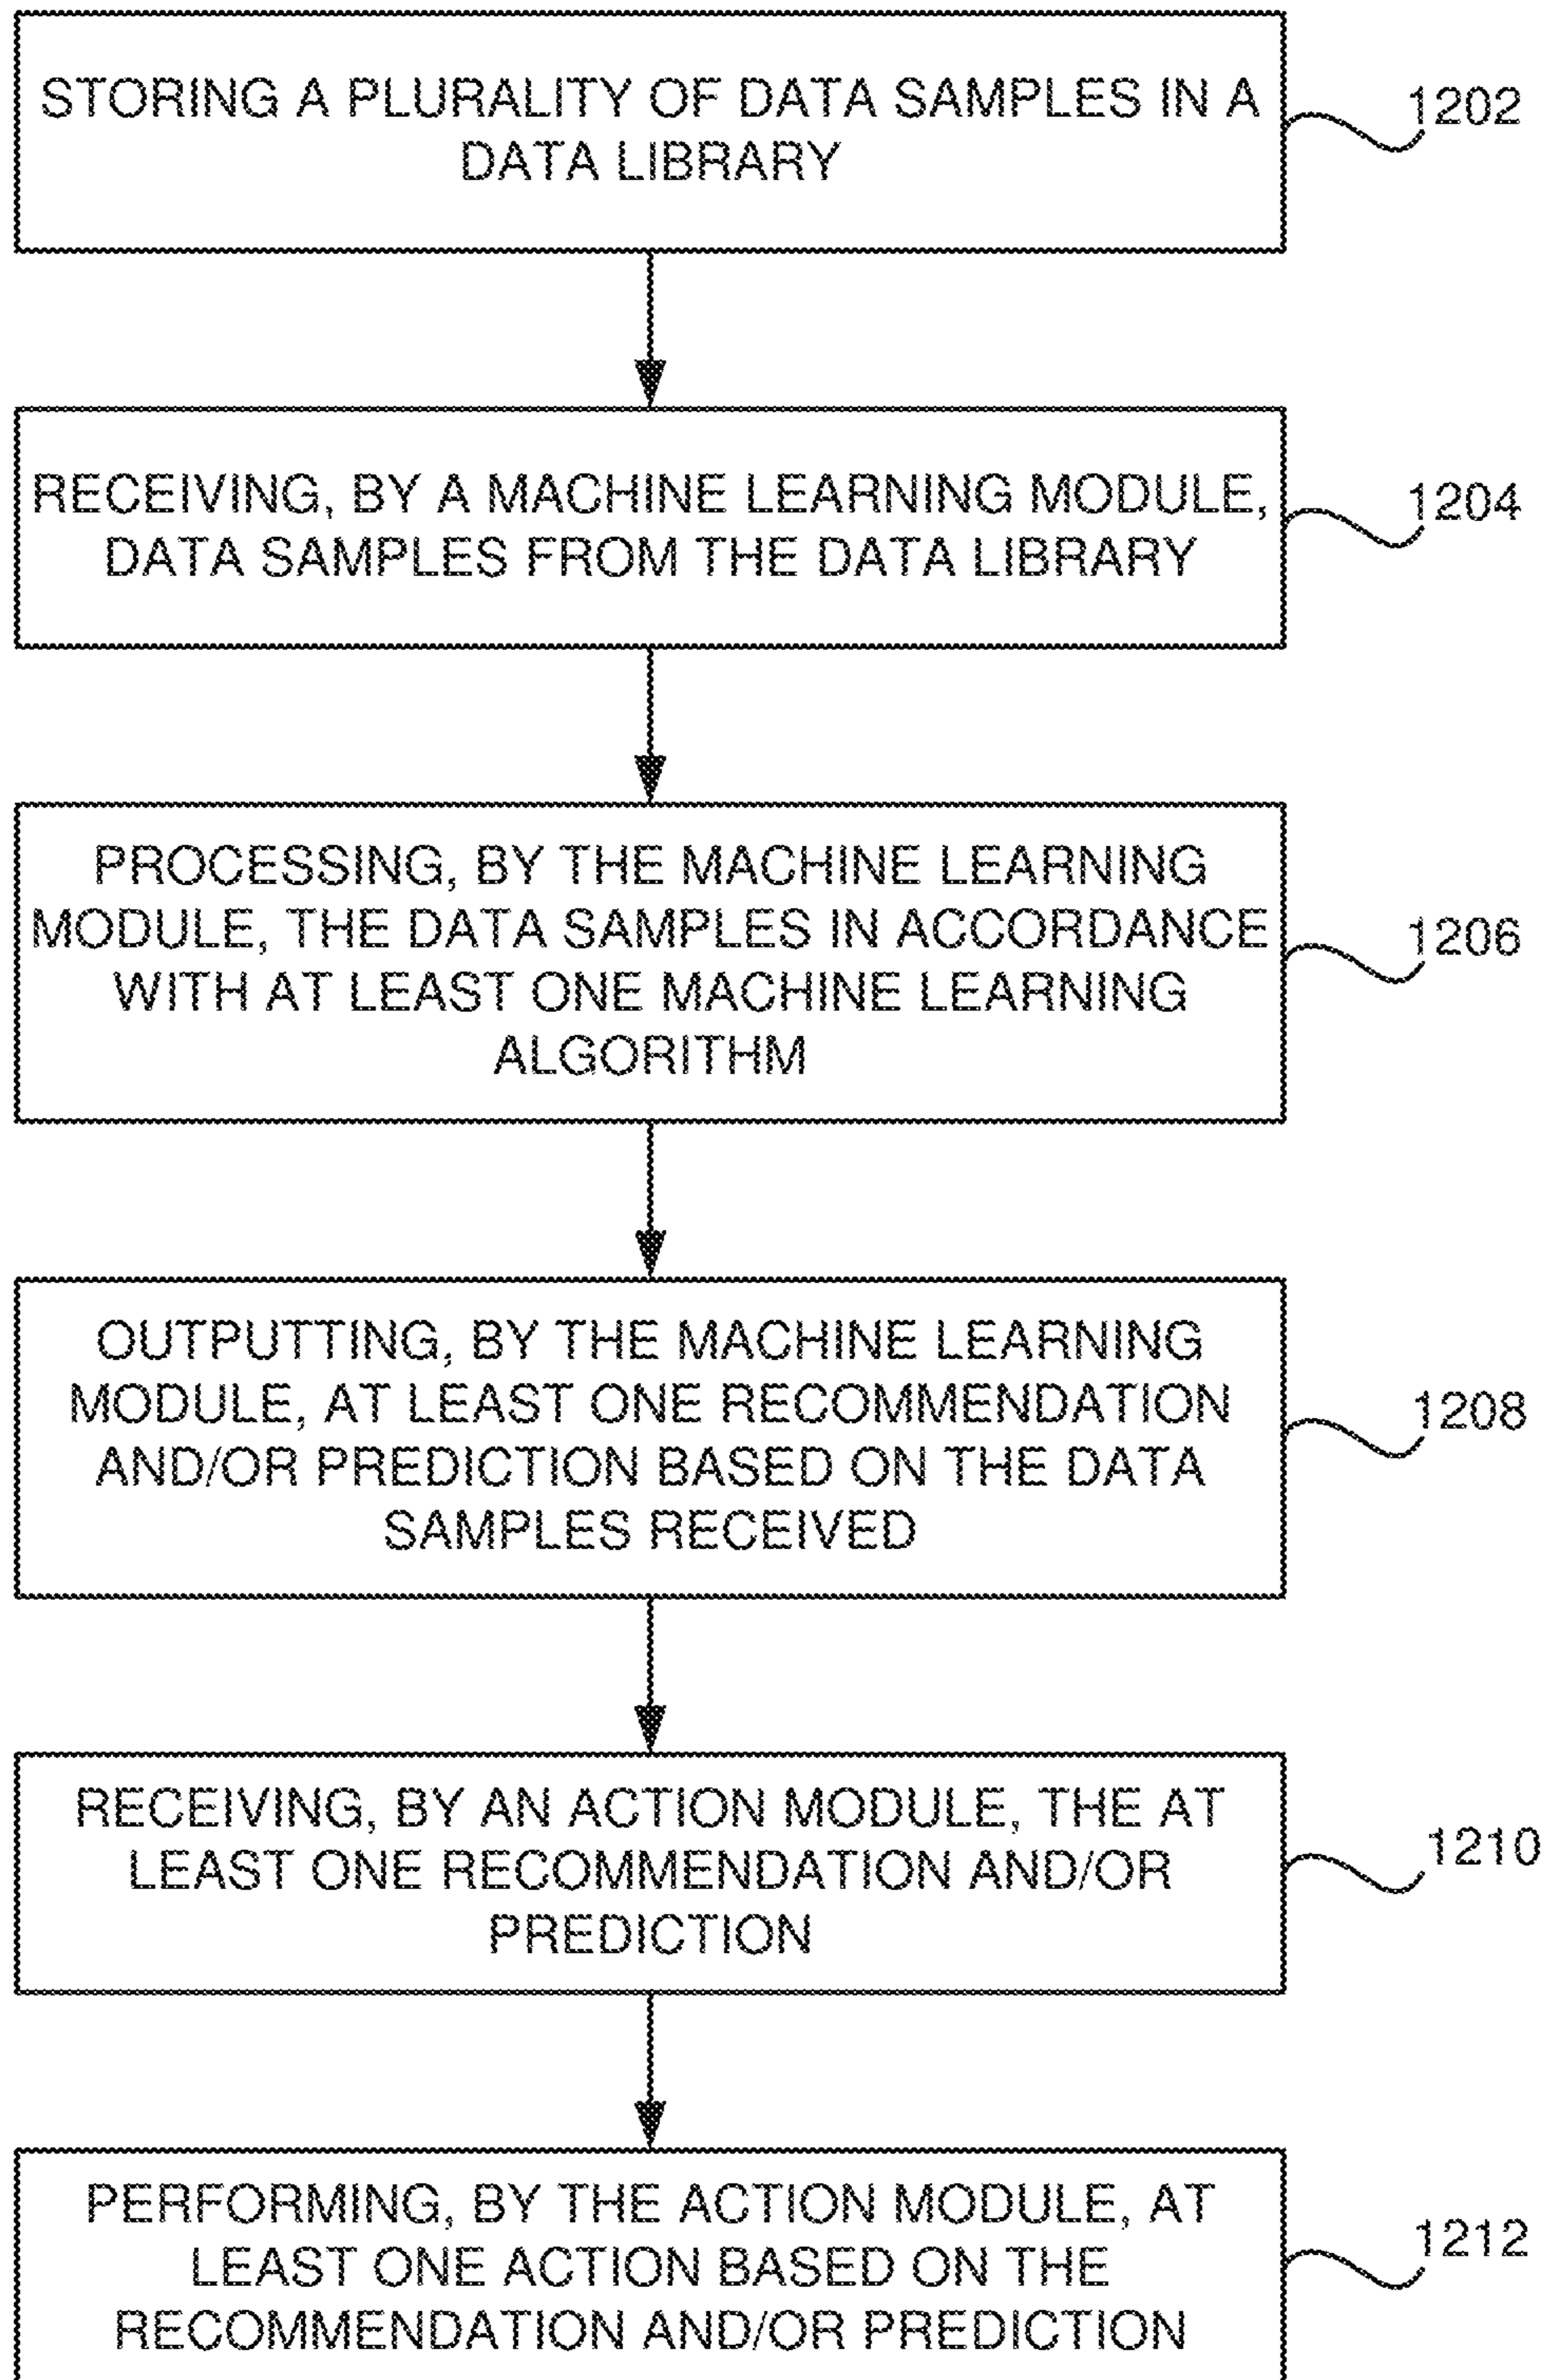 STORING A PLURALITY OF DATA SAMPLES IN A
DATA LIBRARY
1202
RECEIVING, BY A MACHINE LEARNING MODULE,
DATA SAMPLES FROM THE DATA LIBRARY
1204
PROCESSING, BY THE MACHINE LEARNING
MODULE, THE DATA SAMPLES IN ACCORDANCE
WITH AT LEAST ONE MACHINE LEARNING
ALGORITHM
1206
OUTPUTTING, BY THE MACHINE LEARNING
MODULE, AT LEAST ONE RECOMMENDATION
AND/OR PREDICTION BASED ON THE DATA
SAMPLES RECEIVED
1208
RECEIVING, BY AN ACTION MODULE, THE AT
LEAST ONE RECOMMENDATION AND/OR
PREDICTION
1210
PERFORMING, BY THE ACTION MODULE, AT
LEAST ONE ACTION BASED ON THE
RECOMMENDATION AND/OR PREDICTION
1212